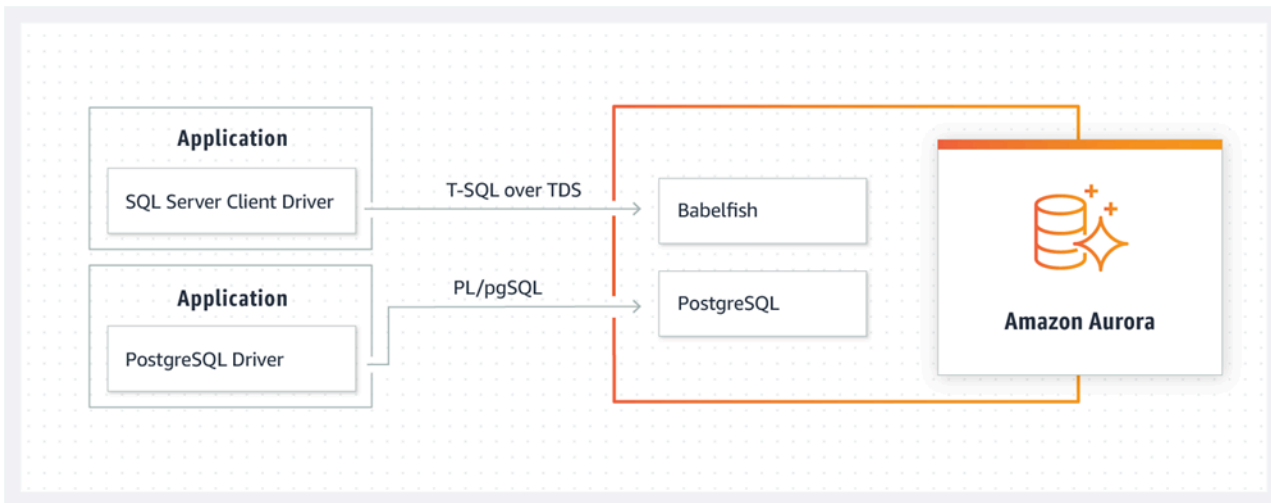 Application
SQL Server Client Driver
T-SQL over TDS
Babelfish
Application
PostgreSQL Driver
PL/pgSQL
PostgreSQL
Amazon Aurora